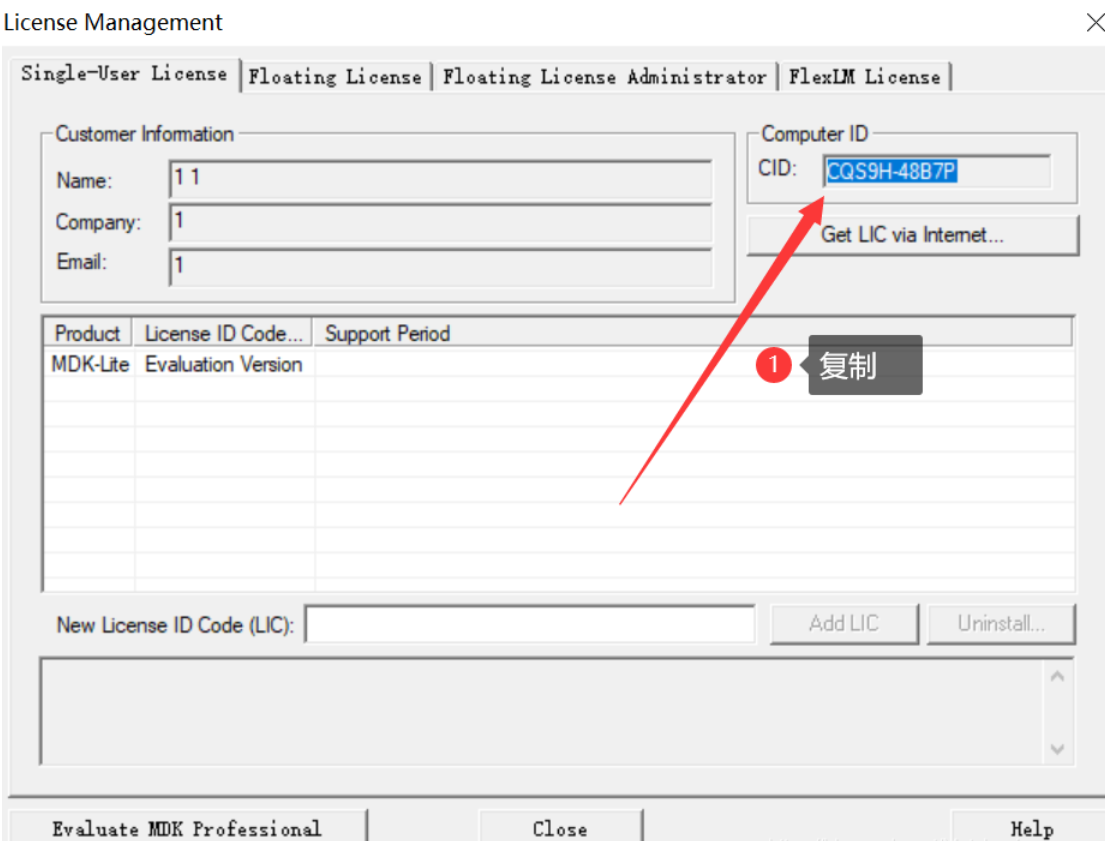 License Management
Single-User License
Floating License
Floating License Administrator
FlexLM License
Customer Information
Name:
1 1
Company:
1
Email:
1
Computer ID
CID:
CQS9H-48B7P
Get LIC via Internet...
Product
License ID Code...
Support Period
MDK-Lite
Evaluation Version
1
复制
New License ID Code (LIC):
Add LIC
Uninstall...
Evaluate MDK Professional
Close
Help